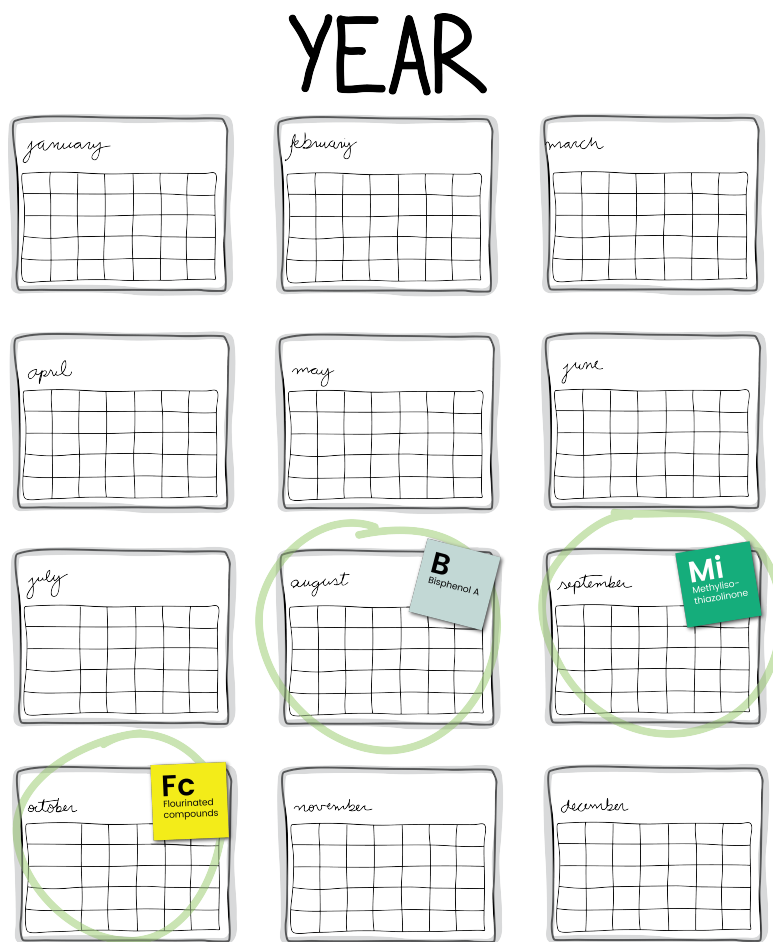 YEAR
january
february
march
april
may
june
july
august
B
Bisphenol A
september
Mi
Methyliso-
thiazolinone
october
Fc
Flourinated
compounds
november
december